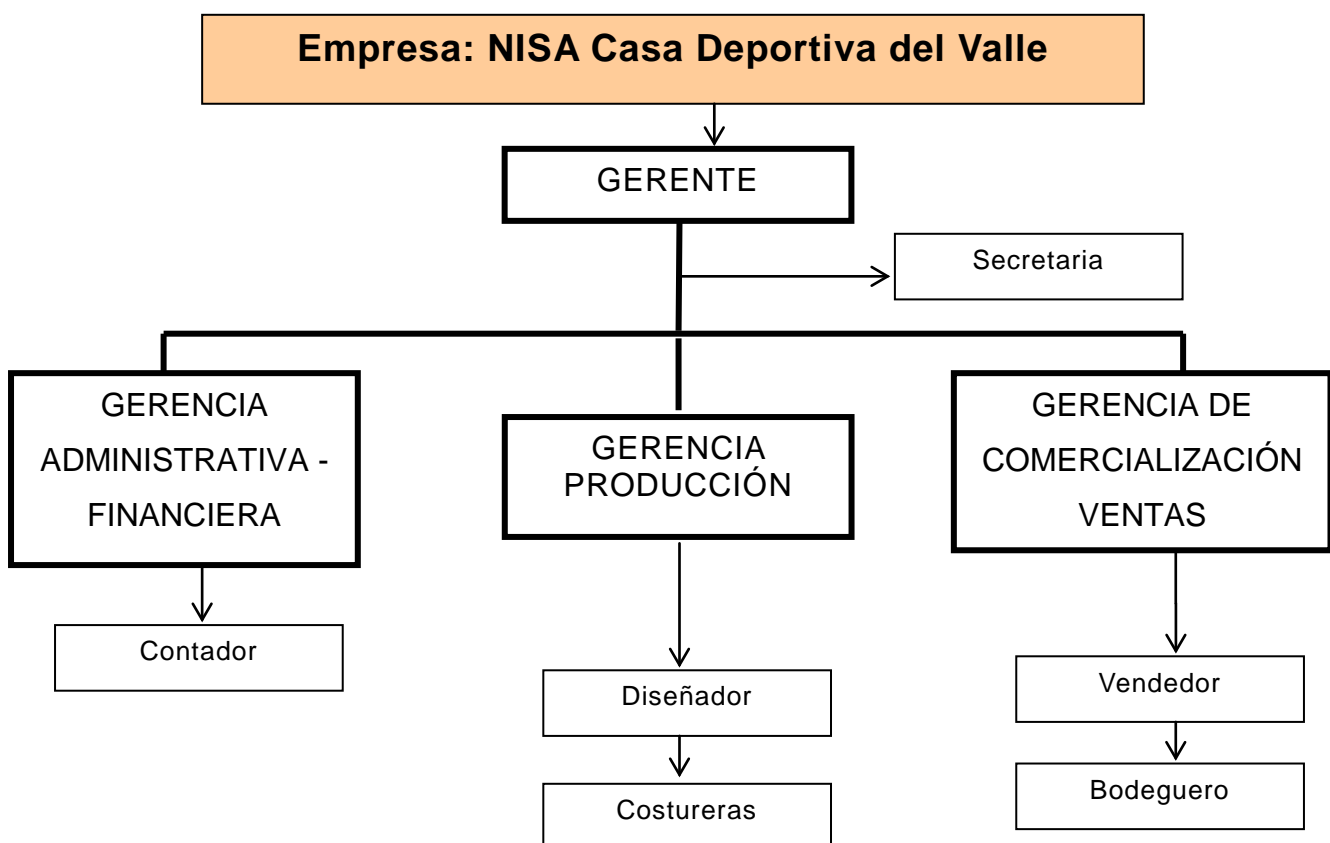 Empresa: NISA Casa Deportiva del Valle
GERENTE
Secretaria
GERENCIA
ADMINISTRATIVA -
FINANCIERA
GERENCIA
PRODUCCIÓN
GERENCIA DE
COMERCIALIZACIÓN
VENTAS
Contador
Diseñador
Vendedor
Costureras
Bodeguero